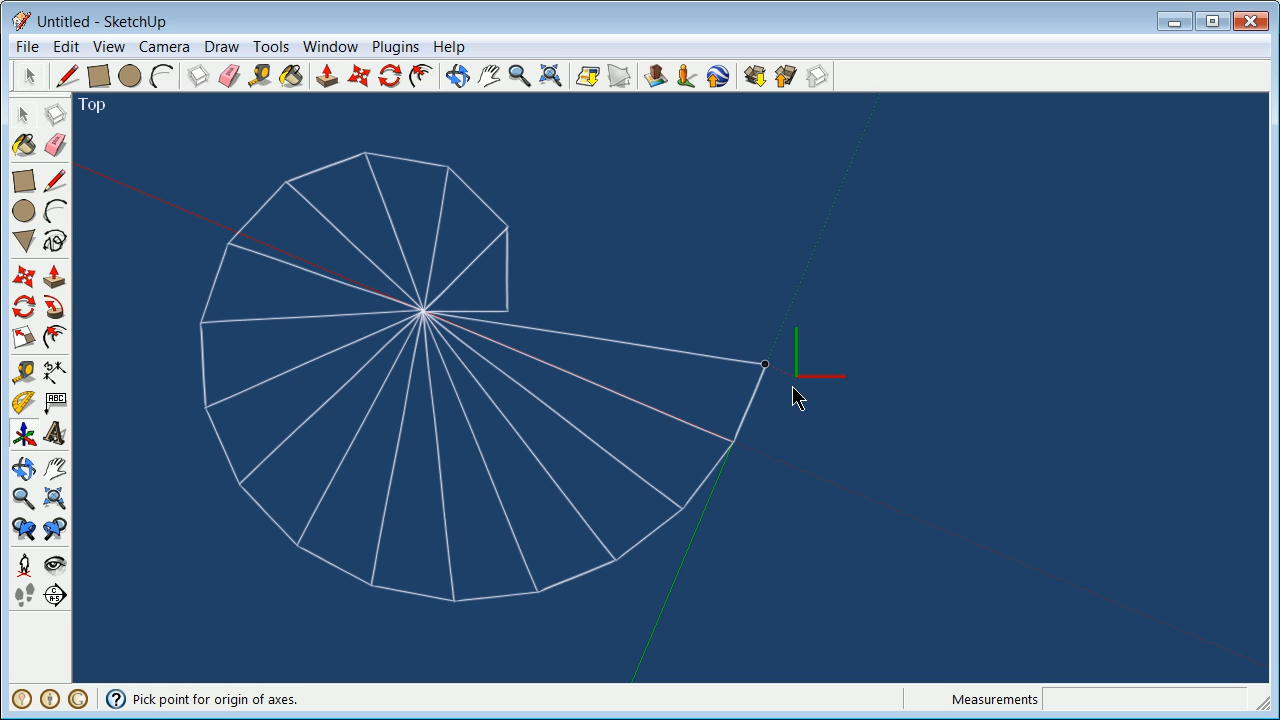 Untitled - SketchUp
File Edit View Camera Draw Tools Window Plugins Help
Top
ABC
Pick point for origin of axes.
Measurements